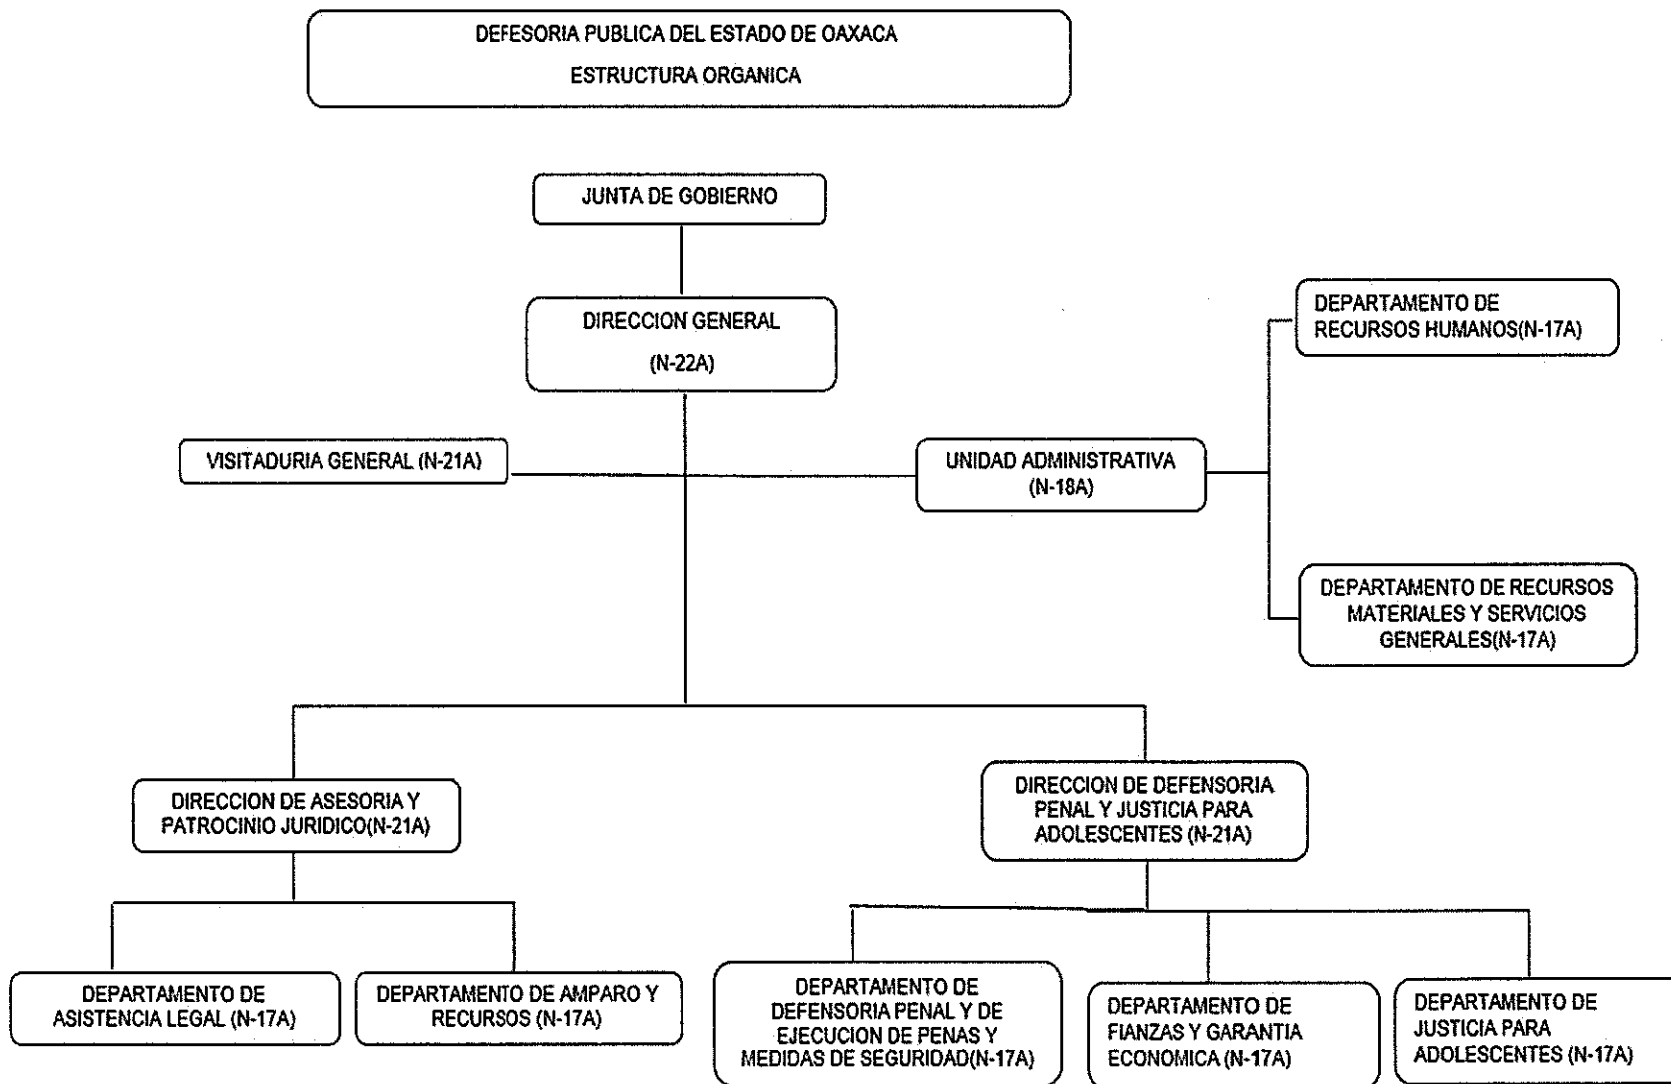 DEFESORIA PUBLICA DEL ESTADO DE OAXACA
ESTRUCTURA ORGANICA
JUNTA DE GOBIERNO
DIRECCION GENERAL
(N-22A)
DEPARTAMENTO DE
RECURSOS HUMANOS(N-17A)
VISITADURIA GENERAL (N-21A)
UNIDAD ADMINISTRATIVA
(N-18A)
DEPARTAMENTO DE RECURSOS
MATERIALES Y SERVICIOS
GENERALES(N-17A)
DIRECCION DE ASESORIA Y
PATROCINIO JURIDICO(N-21A)
DIRECCION DE DEFENSORIA
PENAL Y JUSTICIA PARA
ADOLESCENTES (N-21A)
DEPARTAMENTO DE
ASISTENCIA LEGAL (N-17A)
DEPARTAMENTO DE AMPARO Y
RECURSOS (N-17A)
DEPARTAMENTO DE
DEFENSORIA PENAL Y DE
EJECUCION DE PENAS Y
MEDIDAS DE SEGURIDAD(N-17A)
DEPARTAMENTO DE
FIANZAS Y GARANTIA
ECONOMICA (N-17A)
DEPARTAMENTO DE
JUSTICIA PARA
ADOLESCENTES (N-17A)